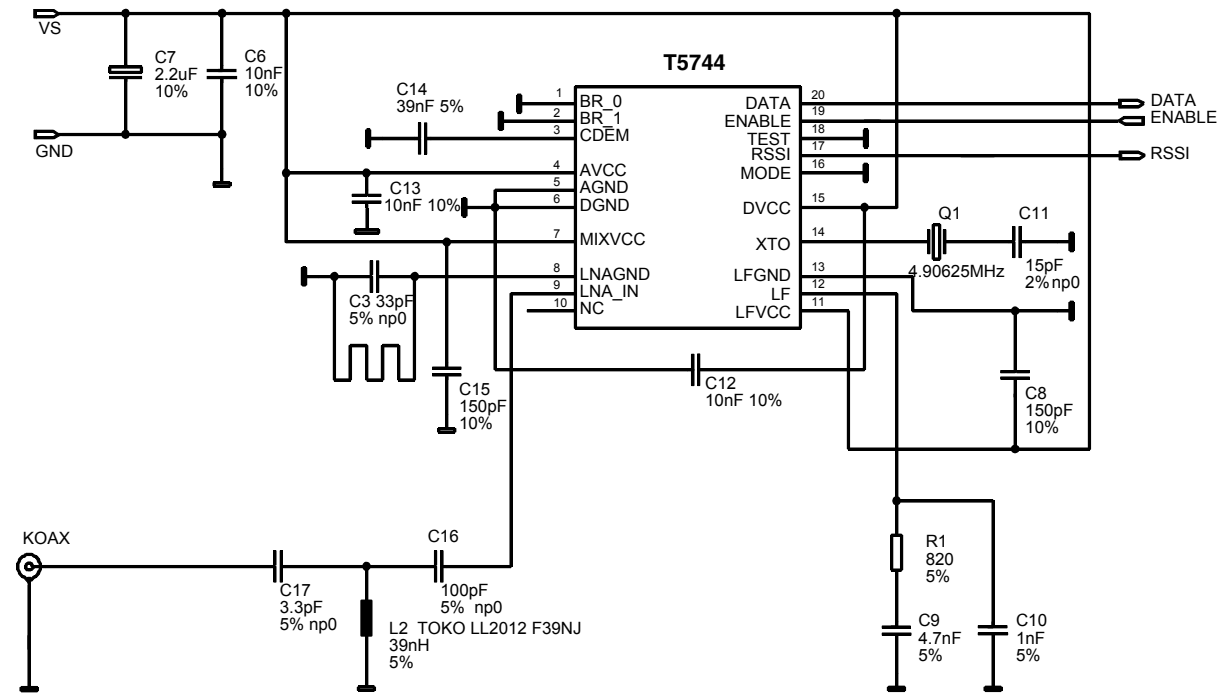 VS
C7
2.2uF
10%
C6
10nF
10%
GND
T5744
C14
39nF 5%
1 BR_0
2 BR_1
3 CDEM
4 AVCC
5 AGND
6 DGND
7 MIXVCC
8 LNAGND
9 LNA_IN
10 NC
DATA 20
ENABLE 19
TEST 18
RSSI 17
MODE 16
DVCC 15
XTO 14
LFGND 13
LF 12
LFVCC 11
DATA
ENABLE
RSSI
C13
10nF 10%
Q1
4.90625MHz
C11
15pF
2% np0
C3 33pF
5% np0
C15
150pF
10%
C12
10nF 10%
C8
150pF
10%
KOAX
C17
3.3pF
5% np0
C16
100pF
5% np0
L2 TOKO LL2012 F39NJ
39nH
5%
R1
820
5%
C9
4.7nF
5%
C10
1nF
5%